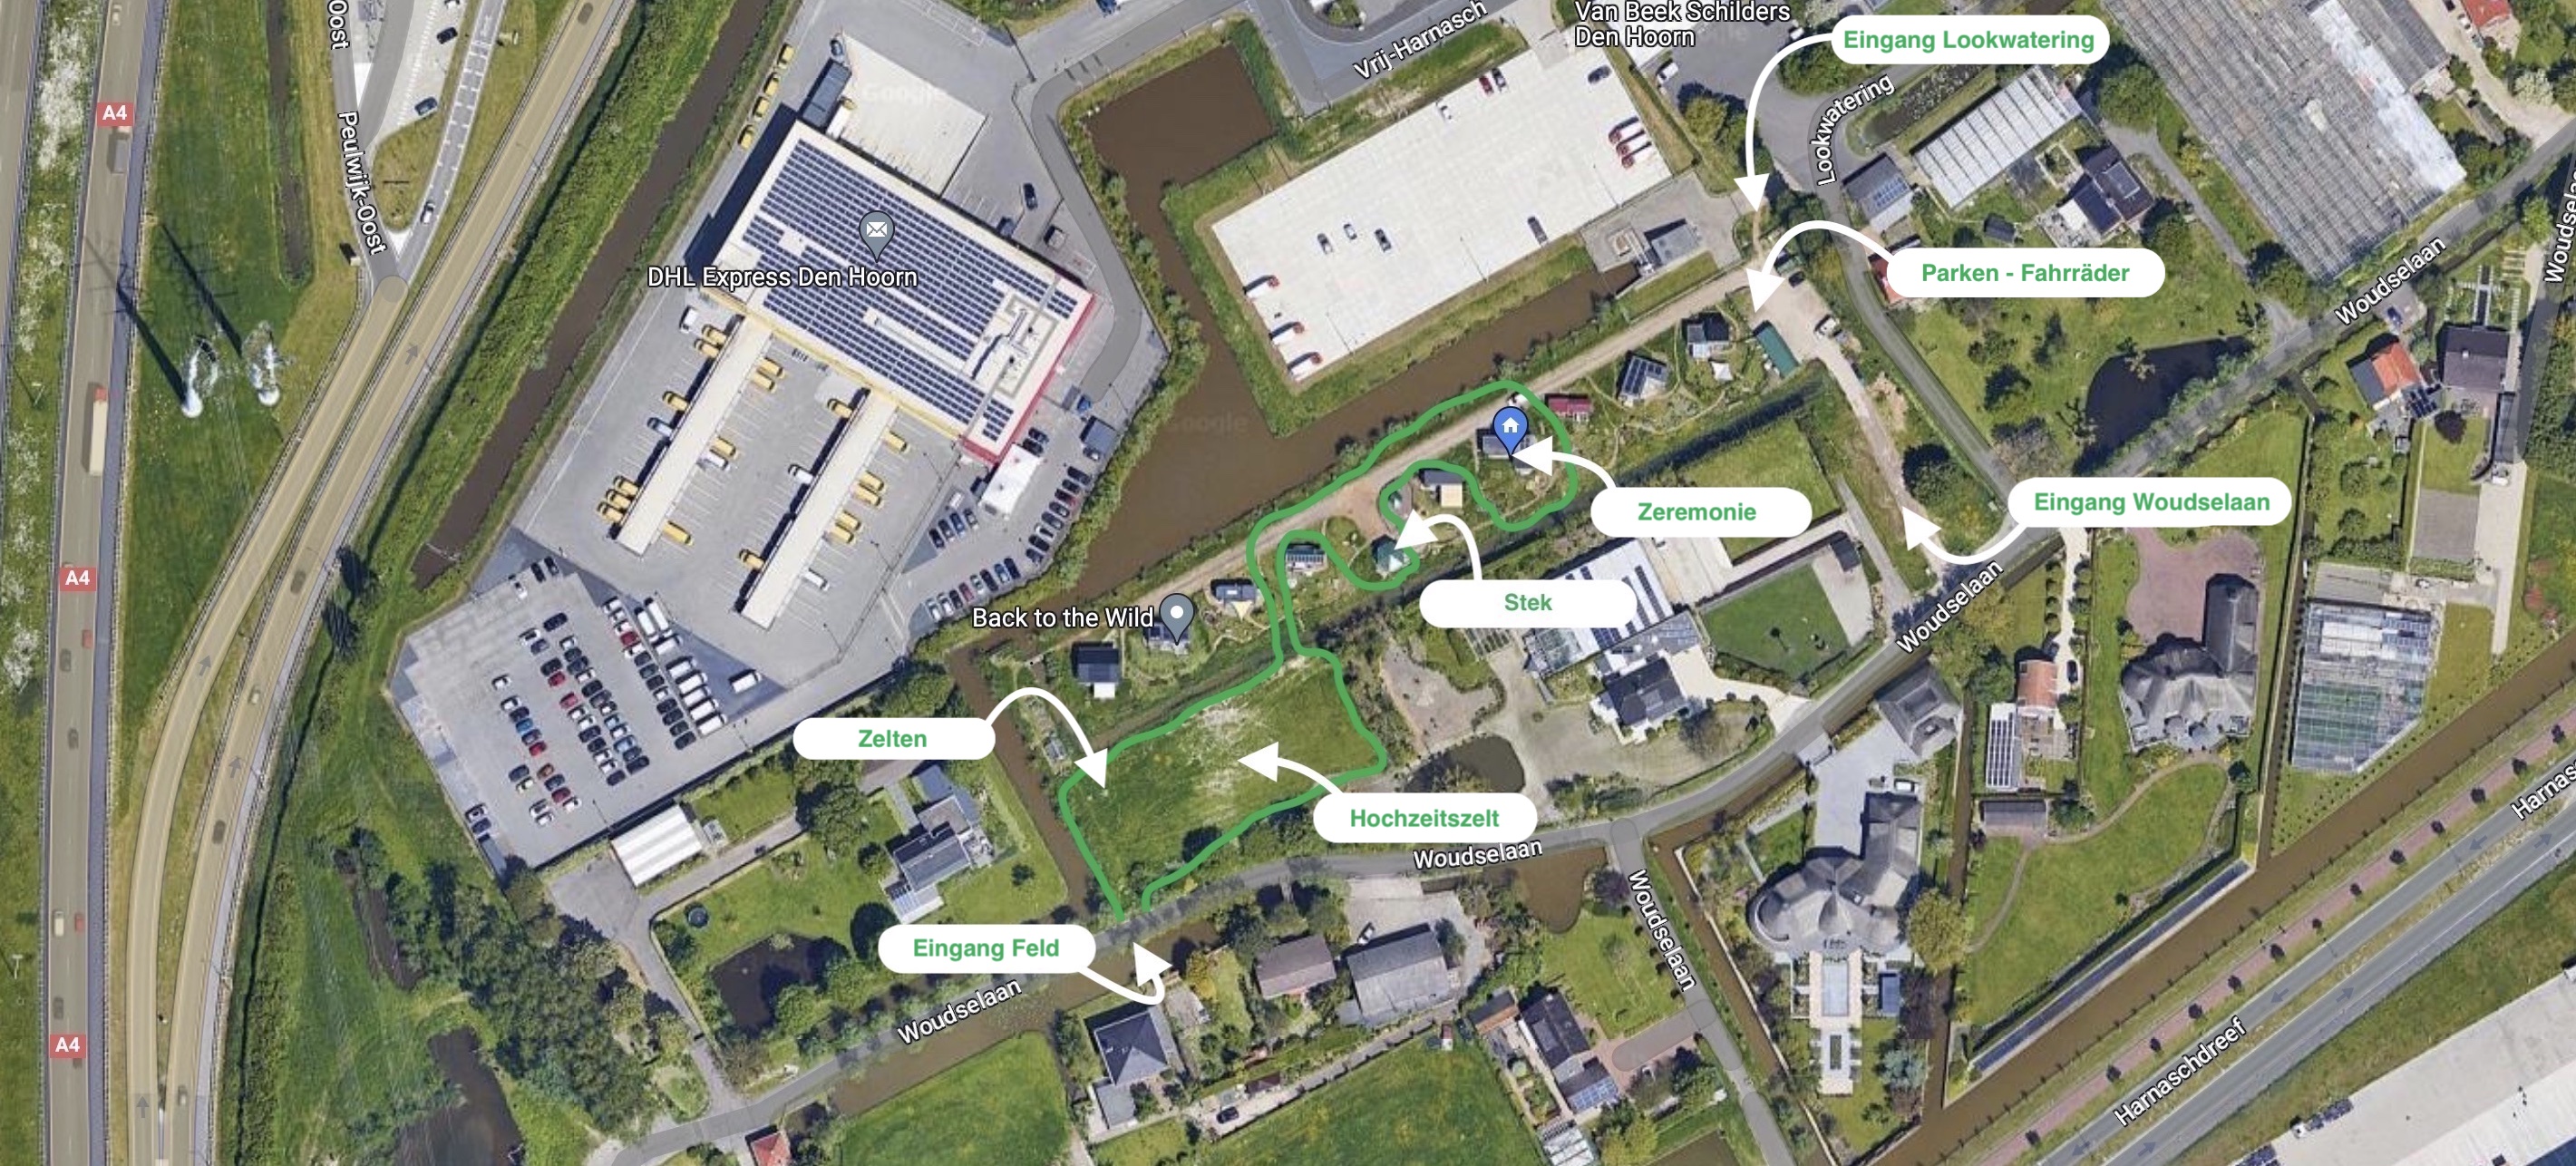 Oost
Van Beek Schilders
Den Hoorn
Vrij-Harnasch
Eingang Lookwatering
A4
Google
Lookwatering
Peulwijk-Oost
DHL Express Den Hoorn
Parken - Fahrräder
Woudselaan
Google
Zeremonie
Eingang Woudselaan
A4
Stek
Back to the Wild
Woudselaan
Zelten
Hochzeitszelt
Woudselaan
Eingang Feld
Woudselaan
Woudselaan
A4
Harnaschdreef